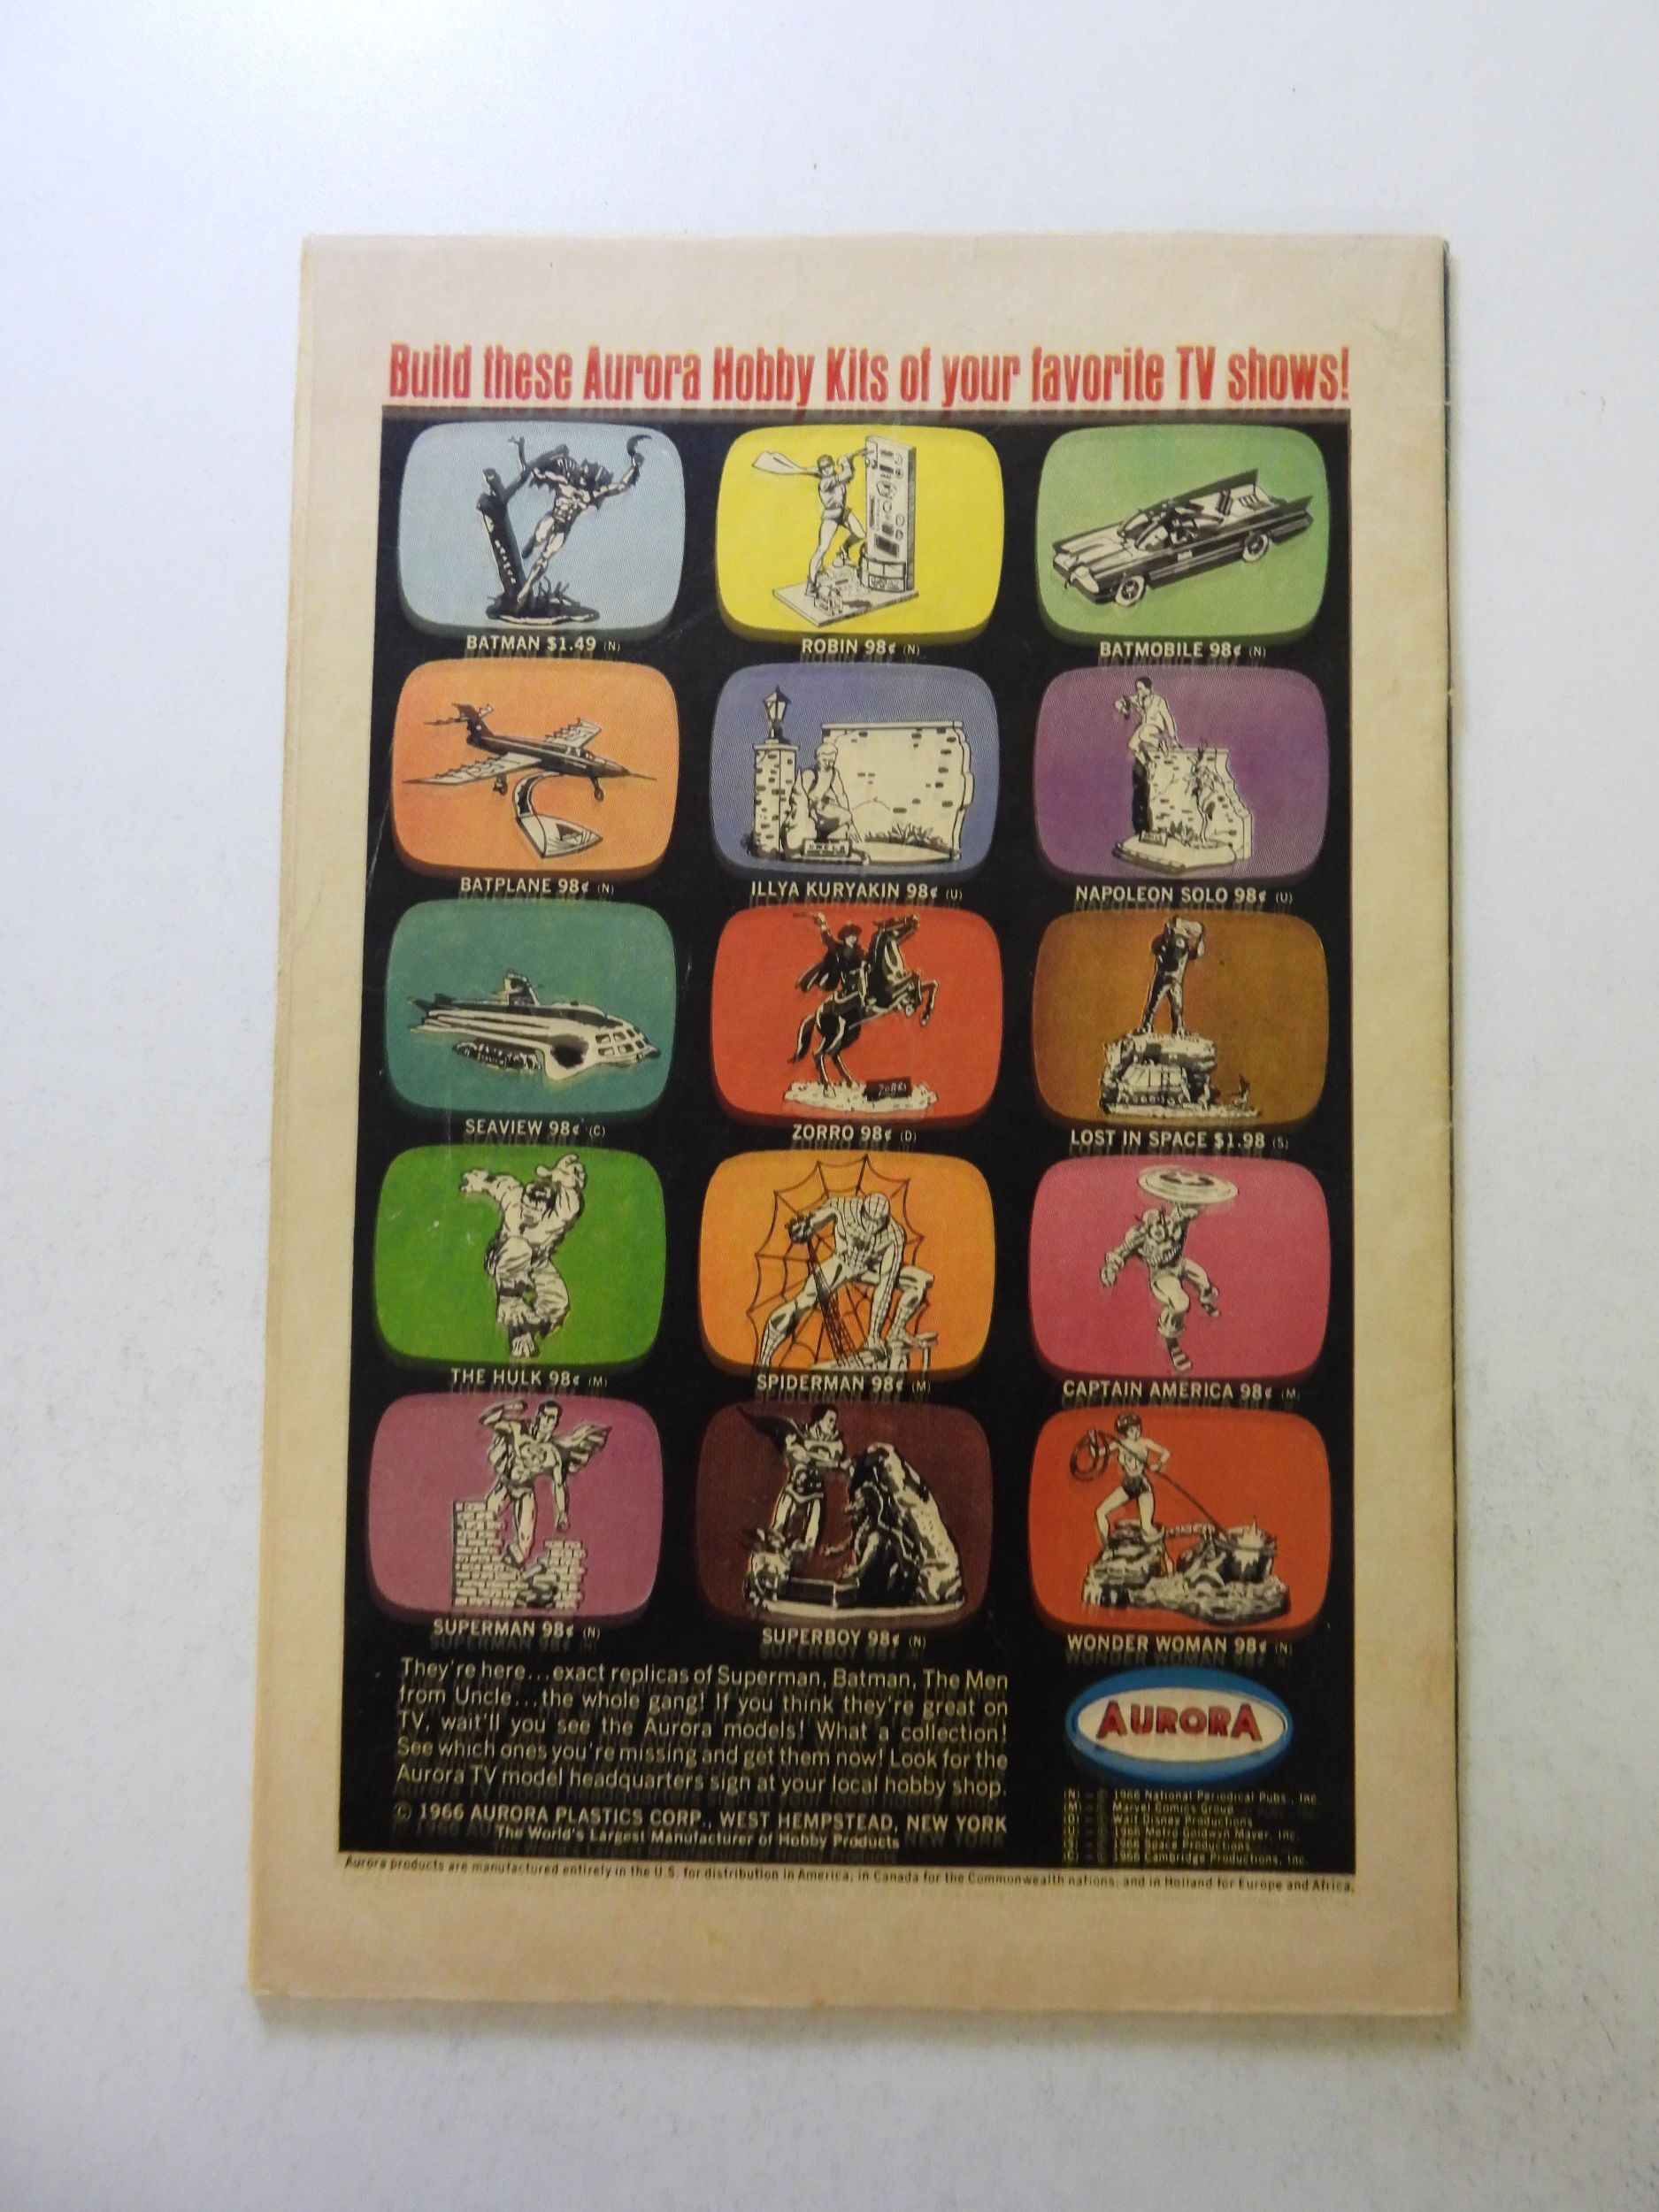 Build these Aurora Hobby Kits of your favorite TV shows!
BATMAN $1.49 (N)
ROBIN 98¢ (N)
BATMOBILE 98¢ (N)
BATPLANE 98¢ (N)
ILLYA KURYAKIN 98¢ (U)
NAPOLEON SOLO 98¢ (U)
SEAVIEW 98¢ (C)
ZORRO
ZORRO 98¢ (D)
LOST IN SPACE $1.98 (S)
THE HULK 98¢ (M)
SPIDERMAN 98¢ (M)
CAPTAIN AMERICA 98¢ (M)
SUPERMAN 98¢ (N)
SUPERBOY 98¢ (N)
WONDER WOMAN 98¢ (N)
They're here...exact replicas of Superman, Batman, The Men
from Uncle...the whole gang! If you think they're great on
TV, wait'll you see the Aurora models! What a collection!
See which ones you're missing and get them now! Look for the
Aurora TV model headquarters sign at your local hobby shop.
© 1966 AURORA PLASTICS CORP., WEST HEMPSTEAD, NEW YORK
The World's Largest Manufacturer of Hobby Products
AURORA
(N) - © 1966 National Periodical Pubs., Inc.
(M) Marvel Comics Group
(D) Walt Disney Productions
1966 Metro Goldwyn Mayer, Inc.
1966 Space Productions
(C) - © 1966 Cambridge Productions, Inc.
Aurora products are manufactured entirely in the U.S. for distribution in America; in Canada for the Commonwealth nations; and in Holland for Europe and Africa.